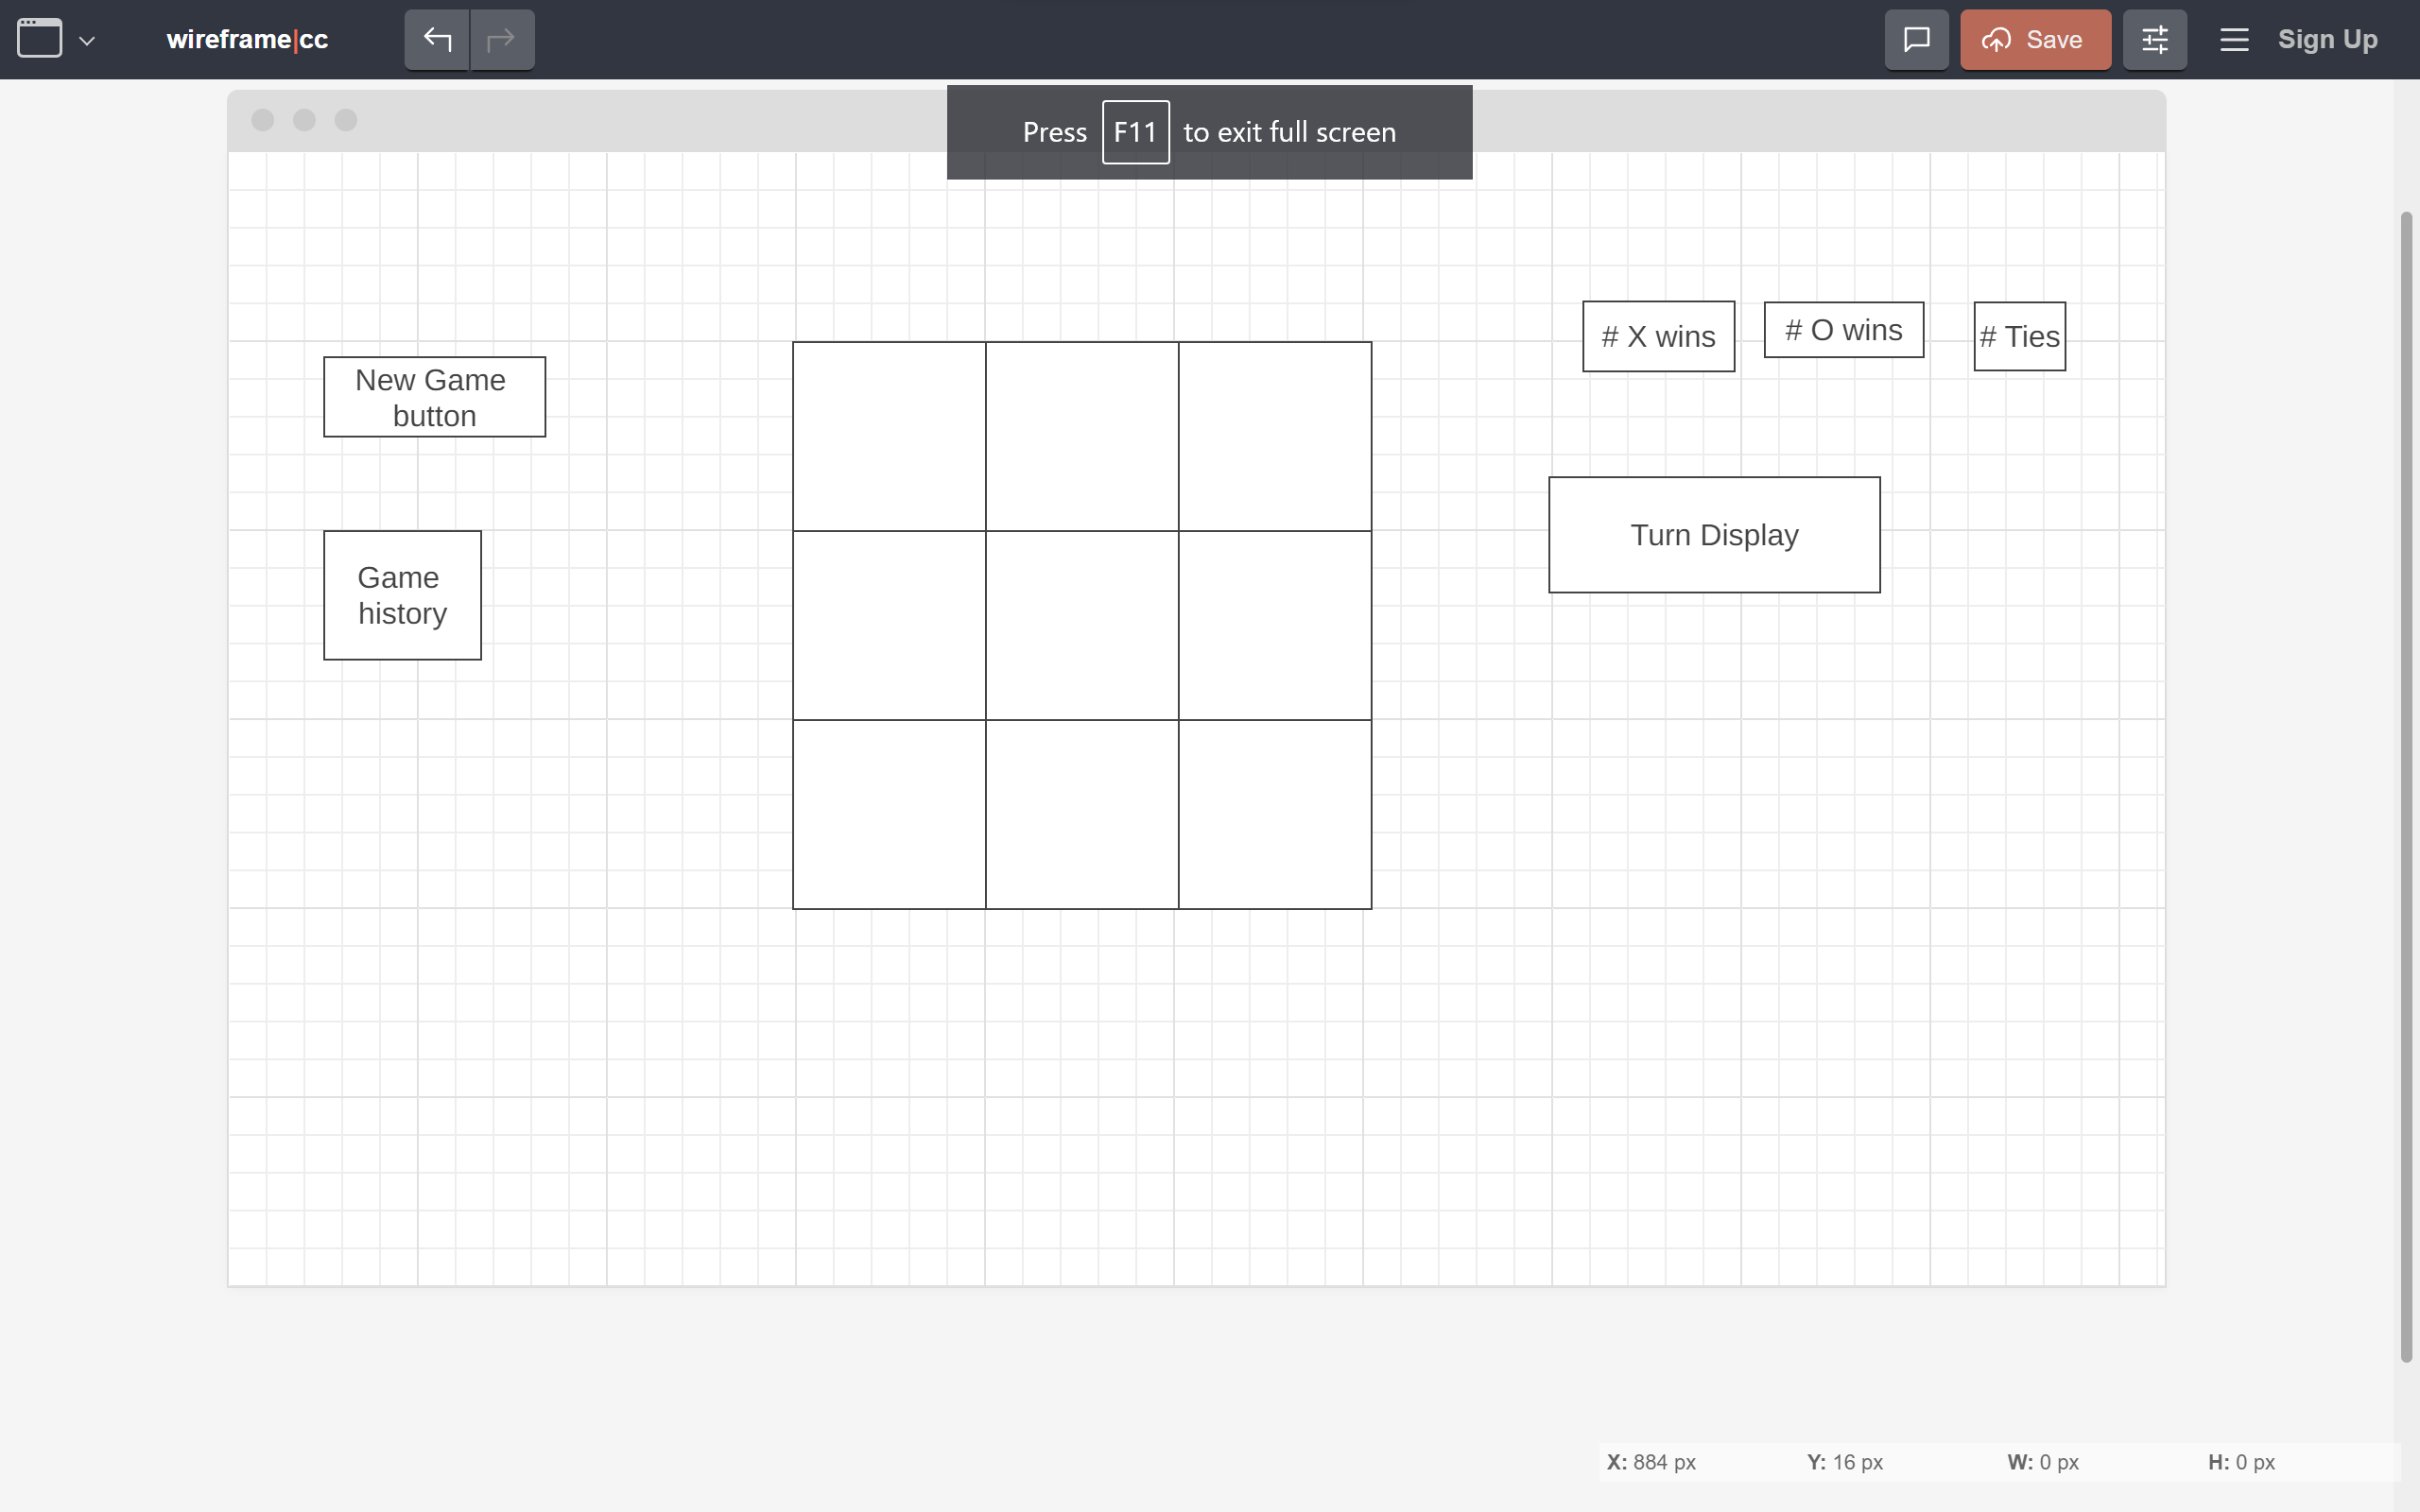 wireframe|cc
Save
Sign Up
Press F11 to exit full screen
# X wins
# O wins
# Ties
New Game
button
Turn Display
Game
history
X: 884 px
Y: 16 px
W: 0 px
H: 0 px